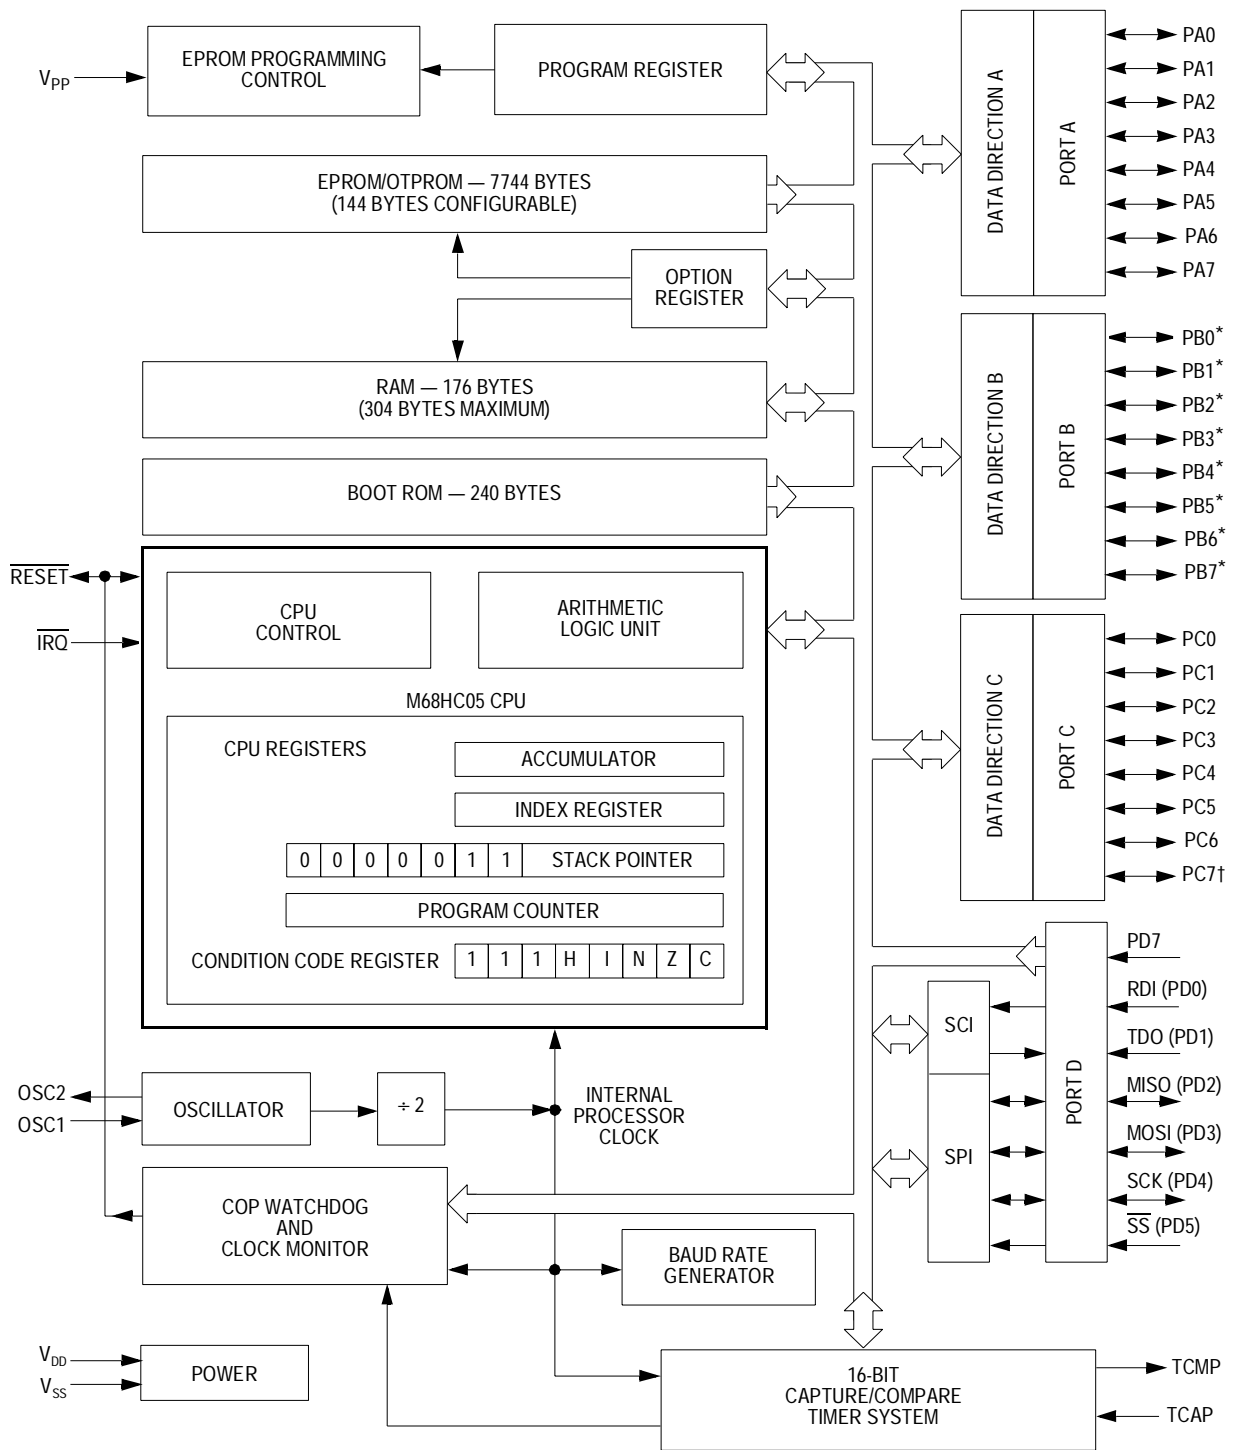 EPROM PROGRAMMING
CONTROL
PROGRAM REGISTER
VPP
DATA DIRECTION A
PORT A
PA0
PA1
PA2
PA3
PA4
PA5
PA6
PA7
EPROM/OTPROM — 7744 BYTES
(144 BYTES CONFIGURABLE)
OPTION
REGISTER
RAM — 176 BYTES
(304 BYTES MAXIMUM)
BOOT ROM — 240 BYTES
DATA DIRECTION B
PORT B
PB0*
PB1*
PB2*
PB3*
PB4*
PB5*
PB6*
PB7*
RESET
IRQ
CPU
CONTROL
ARITHMETIC
LOGIC UNIT
M68HC05 CPU
CPU REGISTERS
ACCUMULATOR
INDEX REGISTER
0 0 0 0 0 1 1 STACK POINTER
PROGRAM COUNTER
CONDITION CODE REGISTER 1 1 1 H I N Z C
DATA DIRECTION C
PORT C
PC0
PC1
PC2
PC3
PC4
PC5
PC6
PC7†
PD7
RDI (PD0)
TDO (PD1)
MISO (PD2)
MOSI (PD3)
SCK (PD4)
SS (PD5)
SCI
SPI
PORT D
OSC2
OSC1
OSCILLATOR
÷ 2
INTERNAL
PROCESSOR
CLOCK
COP WATCHDOG
AND
CLOCK MONITOR
BAUD RATE
GENERATOR
VDD
VSS
POWER
16-BIT
CAPTURE/COMPARE
TIMER SYSTEM
TCMP
TCAP